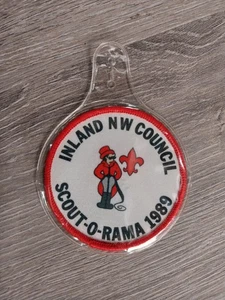 INLAND NW COUNCIL
SCOUT-O-RAMA 1989